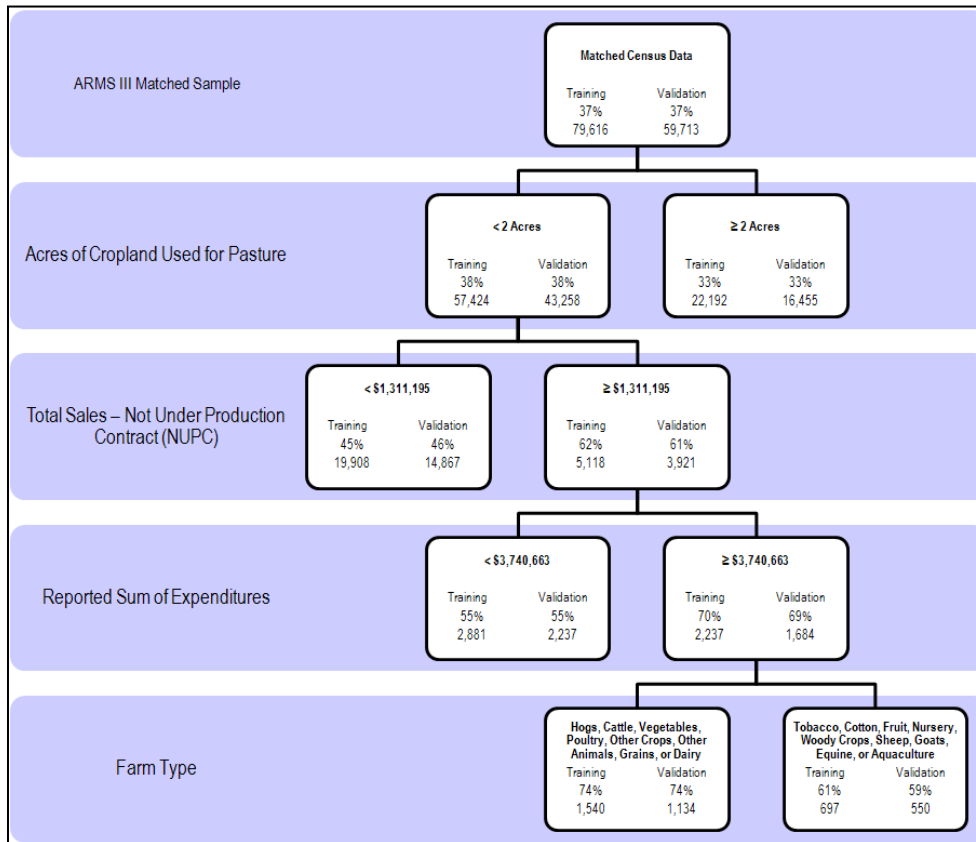 ARMS III Matched Sample
Matched Census Data
Training Validation
37% 37%
79,616 59,713
Acres of Cropland Used for Pasture
< 2 Acres
Training Validation
38% 38%
57,424 43,258
≥ 2 Acres
Training Validation
33% 33%
22,192 16,455
Total Sales – Not Under Production
Contract (NUPC)
< $1,311,195
Training Validation
45% 46%
19,908 14,867
≥ $1,311,195
Training Validation
62% 61%
5,118 3,921
Reported Sum of Expenditures
< $3,740,663
Training Validation
55% 55%
2,881 2,237
≥ $3,740,663
Training Validation
70% 69%
2,237 1,684
Farm Type
Hogs, Cattle, Vegetables,
Poultry, Other Crops, Other
Animals, Grains, or Dairy
Training Validation
74% 74%
1,540 1,134
Tobacco, Cotton, Fruit, Nursery,
Woody Crops, Sheep, Goats,
Equine, or Aquaculture
Training Validation
61% 59%
697 550